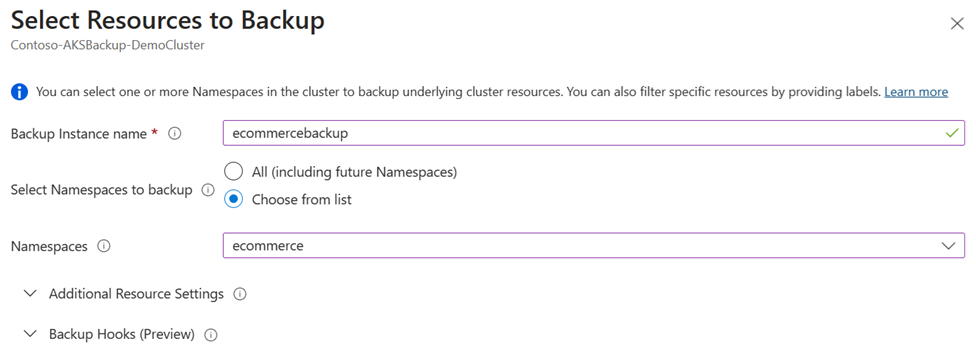 Select Resources to Backup
Contoso-AKSBackup-DemoCluster
You can select one or more Namespaces in the cluster to backup underlying cluster resources. You can also filter specific resources by providing labels. Learn more
Backup Instance name *
ecommercebackup
Select Namespaces to backup
All (including future Namespaces)
Choose from list
Namespaces
ecommerce
Additional Resource Settings
Backup Hooks (Preview)